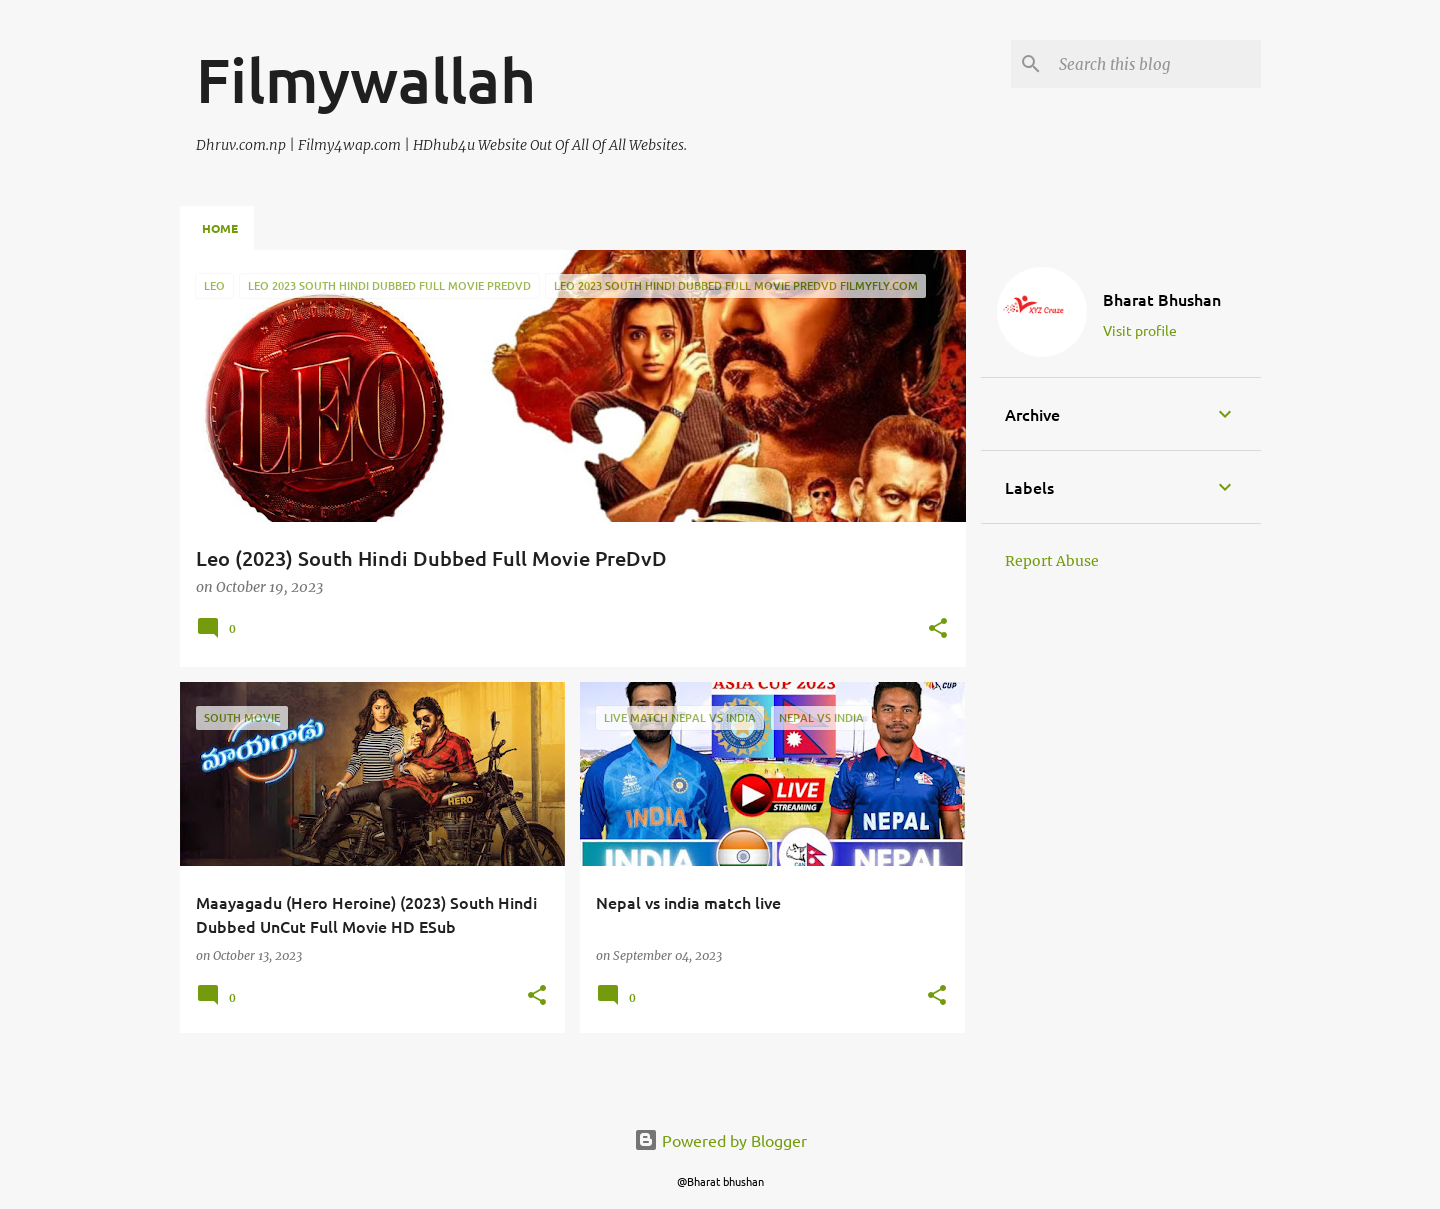 Filmywallah
Search this blog
Dhruv.com.np | Filmy4wap.com | HDhub4u Website Out Of All Of All Websites.
HOME
LEO
LEO 2023 SOUTH HINDI DUBBED FULL MOVIE PREDVD
LEO 2023 SOUTH HINDI DUBBED FULL MOVIE PREDVD FILMYFLY.COM
LEO
XYZ Cruze
Bharat Bhushan
Visit profile
Archive
Labels
Report Abuse
Leo (2023) South Hindi Dubbed Full Movie PreDvD
on October 19, 2023
0
SOUTH MOVIE
మాయగాడు
HERO
ASIA CUP 2023
CUP
LIVE MATCH NEPAL VS INDIA
NEPAL VS INDIA
LIVE
STREAMING
INDIA
NEPAL
INDIA
CAN
NEPAL
Maayagadu (Hero Heroine) (2023) South Hindi
Dubbed UnCut Full Movie HD ESub
on October 13, 2023
0
Nepal vs india match live
on September 04, 2023
0
Powered by Blogger
@Bharat bhushan